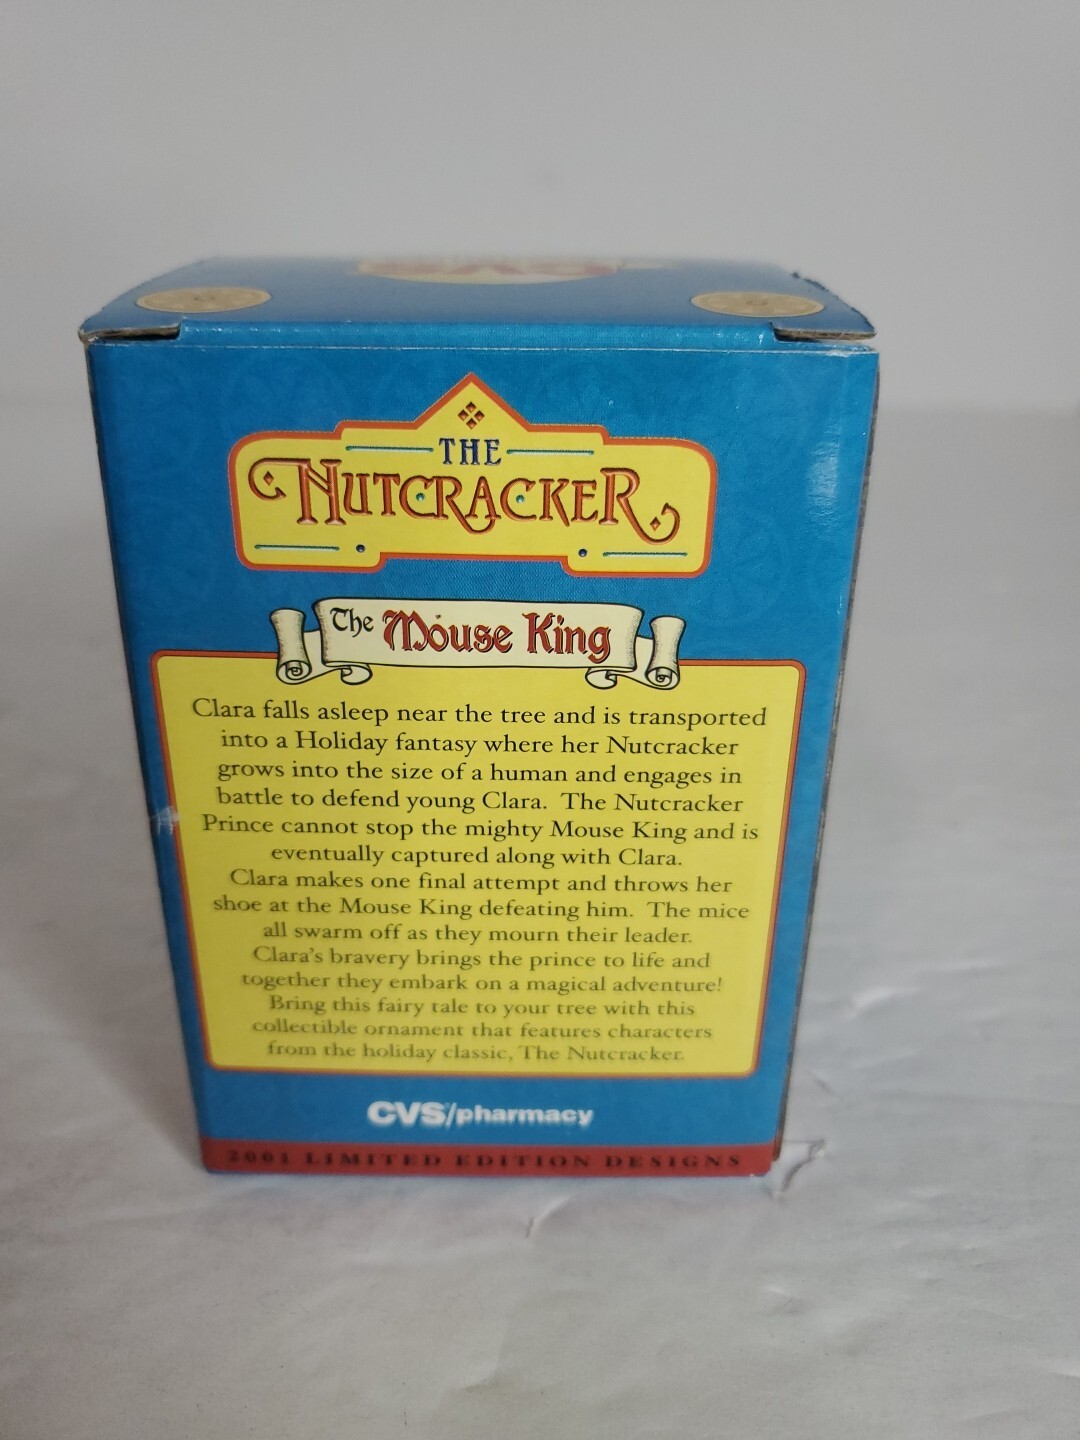 THE
NUTCRACKER
The Mouse King
Clara falls asleep near the tree and is transported
into a Holiday fantasy where her Nutcracker
grows into the size of a human and engages in
battle to defend young Clara. The Nutcracker
Prince cannot stop the mighty Mouse King and is
eventually captured along with Clara.
Clara makes one final attempt and throws her
shoe at the Mouse King defeating him. The mice
all swarm off as they mourn their leader.
Clara's bravery brings the prince to life and
together they embark on a magical adventure!
Bring this fairy tale to your tree with this
collectible ornament that features characters
from the holiday classic, The Nutcracker.
CVS/pharmacy
2001 LIMITED EDITION DESIGNS